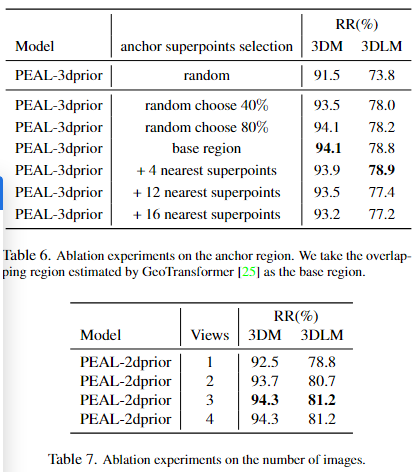 RR(%)
Model anchor superpoints selection 3DM 3DLM
PEAL-3dprior random 91.5 73.8
PEAL-3dprior random choose 40% 93.5 78.0
PEAL-3dprior random choose 80% 94.1 78.2
PEAL-3dprior base region 94.1 78.8
PEAL-3dprior + 4 nearest superpoints 93.9 78.9
PEAL-3dprior + 12 nearest superpoints 93.5 77.4
PEAL-3dprior + 16 nearest superpoints 93.2 77.2
Table 6. Ablation experiments on the anchor region. We take the overlap-
ping region estimated by GeoTransformer [25] as the base region.
RR(%)
Model Views 3DM 3DLM
PEAL-2dprior 1 92.5 78.8
PEAL-2dprior 2 93.7 80.7
PEAL-2dprior 3 94.3 81.2
PEAL-2dprior 4 94.3 81.2
Table 7. Ablation experiments on the number of images.